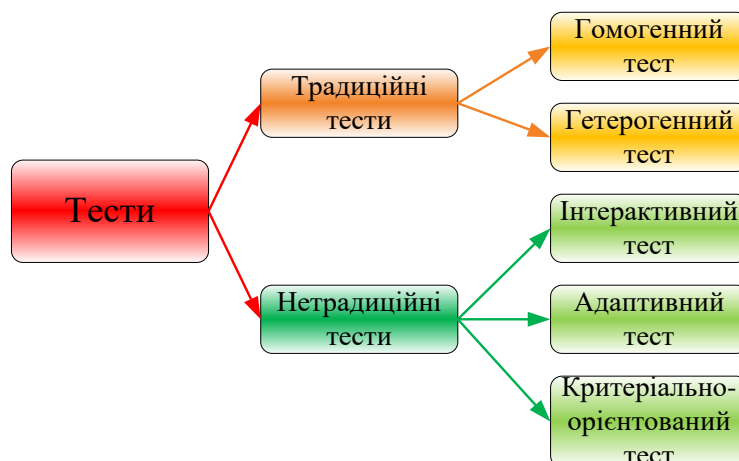 Тести
Традиційні
тести
Гомогенний
тест
Гетерогенний
тест
Нетрадиційні
тести
Інтерактивний
тест
Адаптивний
тест
Критеріально-
орієнтований
тест